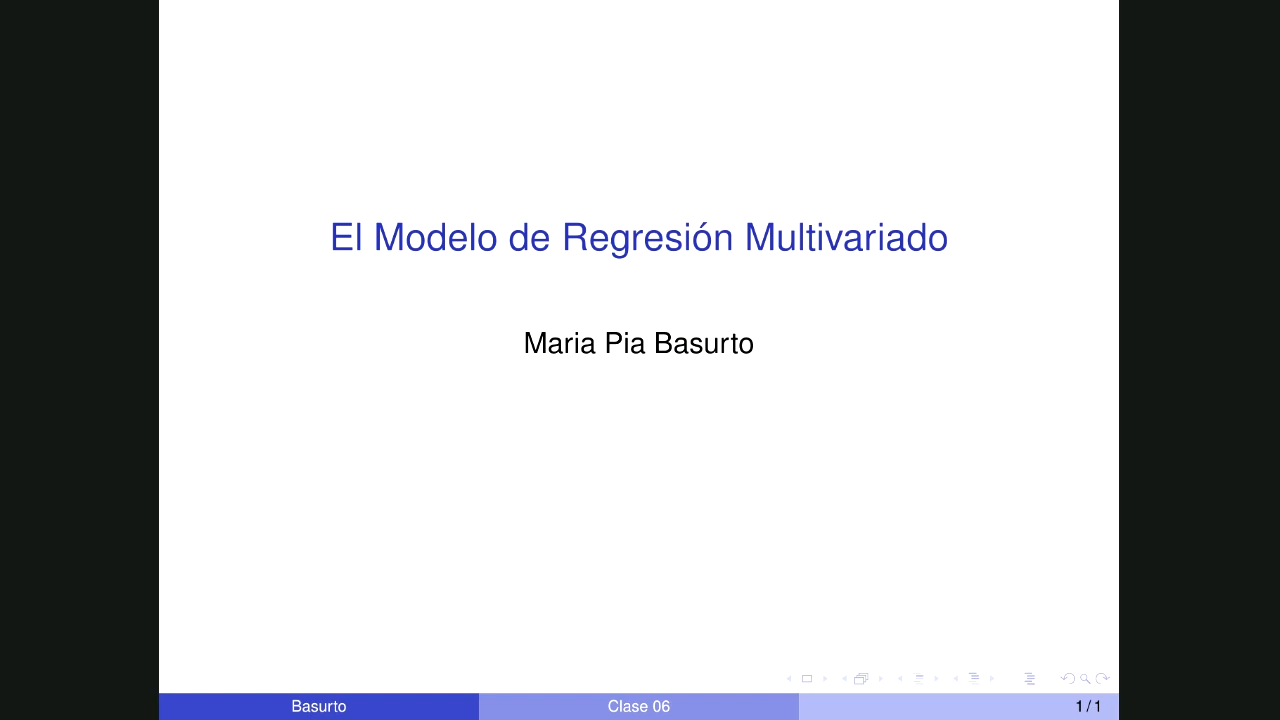 El Modelo de Regresión Multivariado
Maria Pia Basurto
Basurto
Clase 06
1 / 1